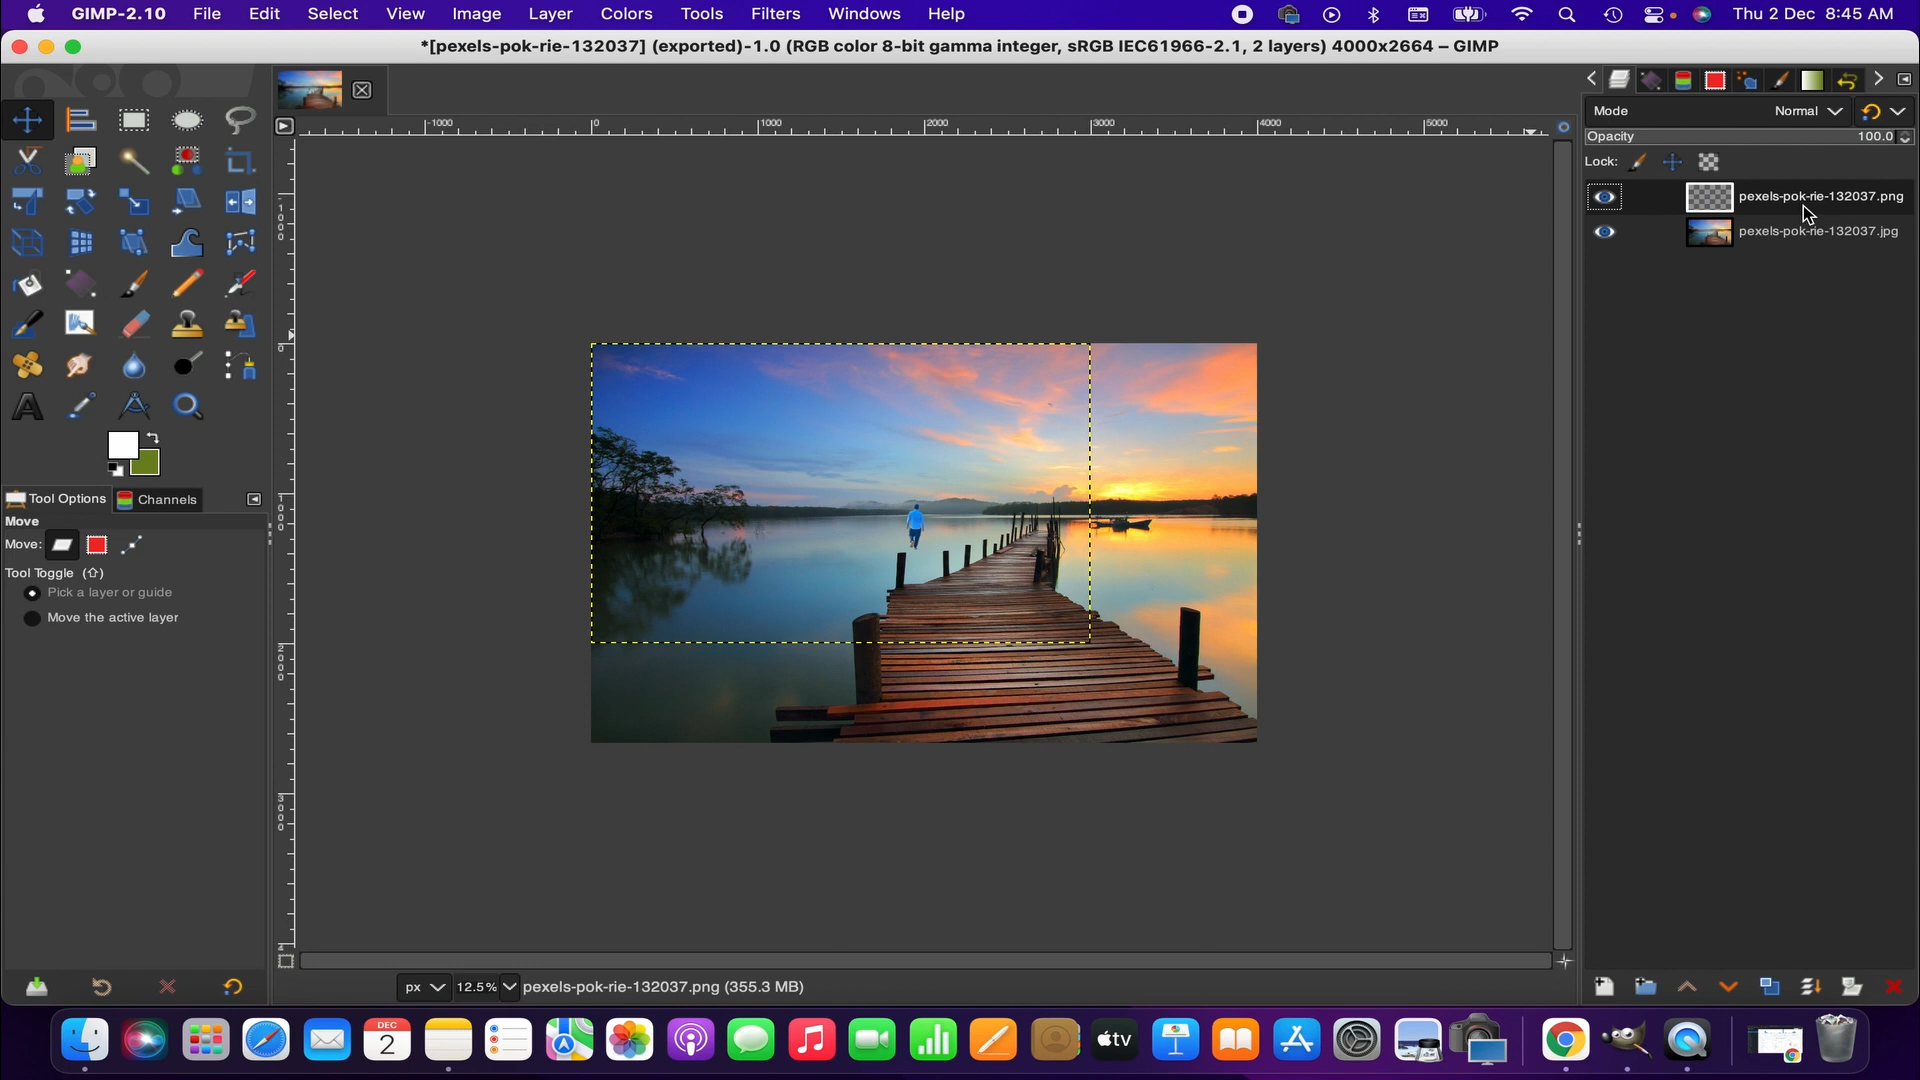 GIMP-2.10 File Edit Select View Image Layer Colors Tools Filters Windows Help Thu 2 Dec 8:45 AM
*[pexels-pok-rie-132037] (exported)-1.0 (RGB color 8-bit gamma integer, sRGB IEC61966-2.1, 2 layers) 4000x2664 – GIMP
-1000 0 1000 2000 3000 4000 5000
Mode Normal
Opacity 100.0
Lock:
pexels-pok-rie-132037.png
pexels-pok-rie-132037.jpg
Tool Options Channels
Move
Move:
Tool Toggle (⇧)
Pick a layer or guide
Move the active layer
px 12.5% pexels-pok-rie-132037.png (355.3 MB)
DEC
2
tv